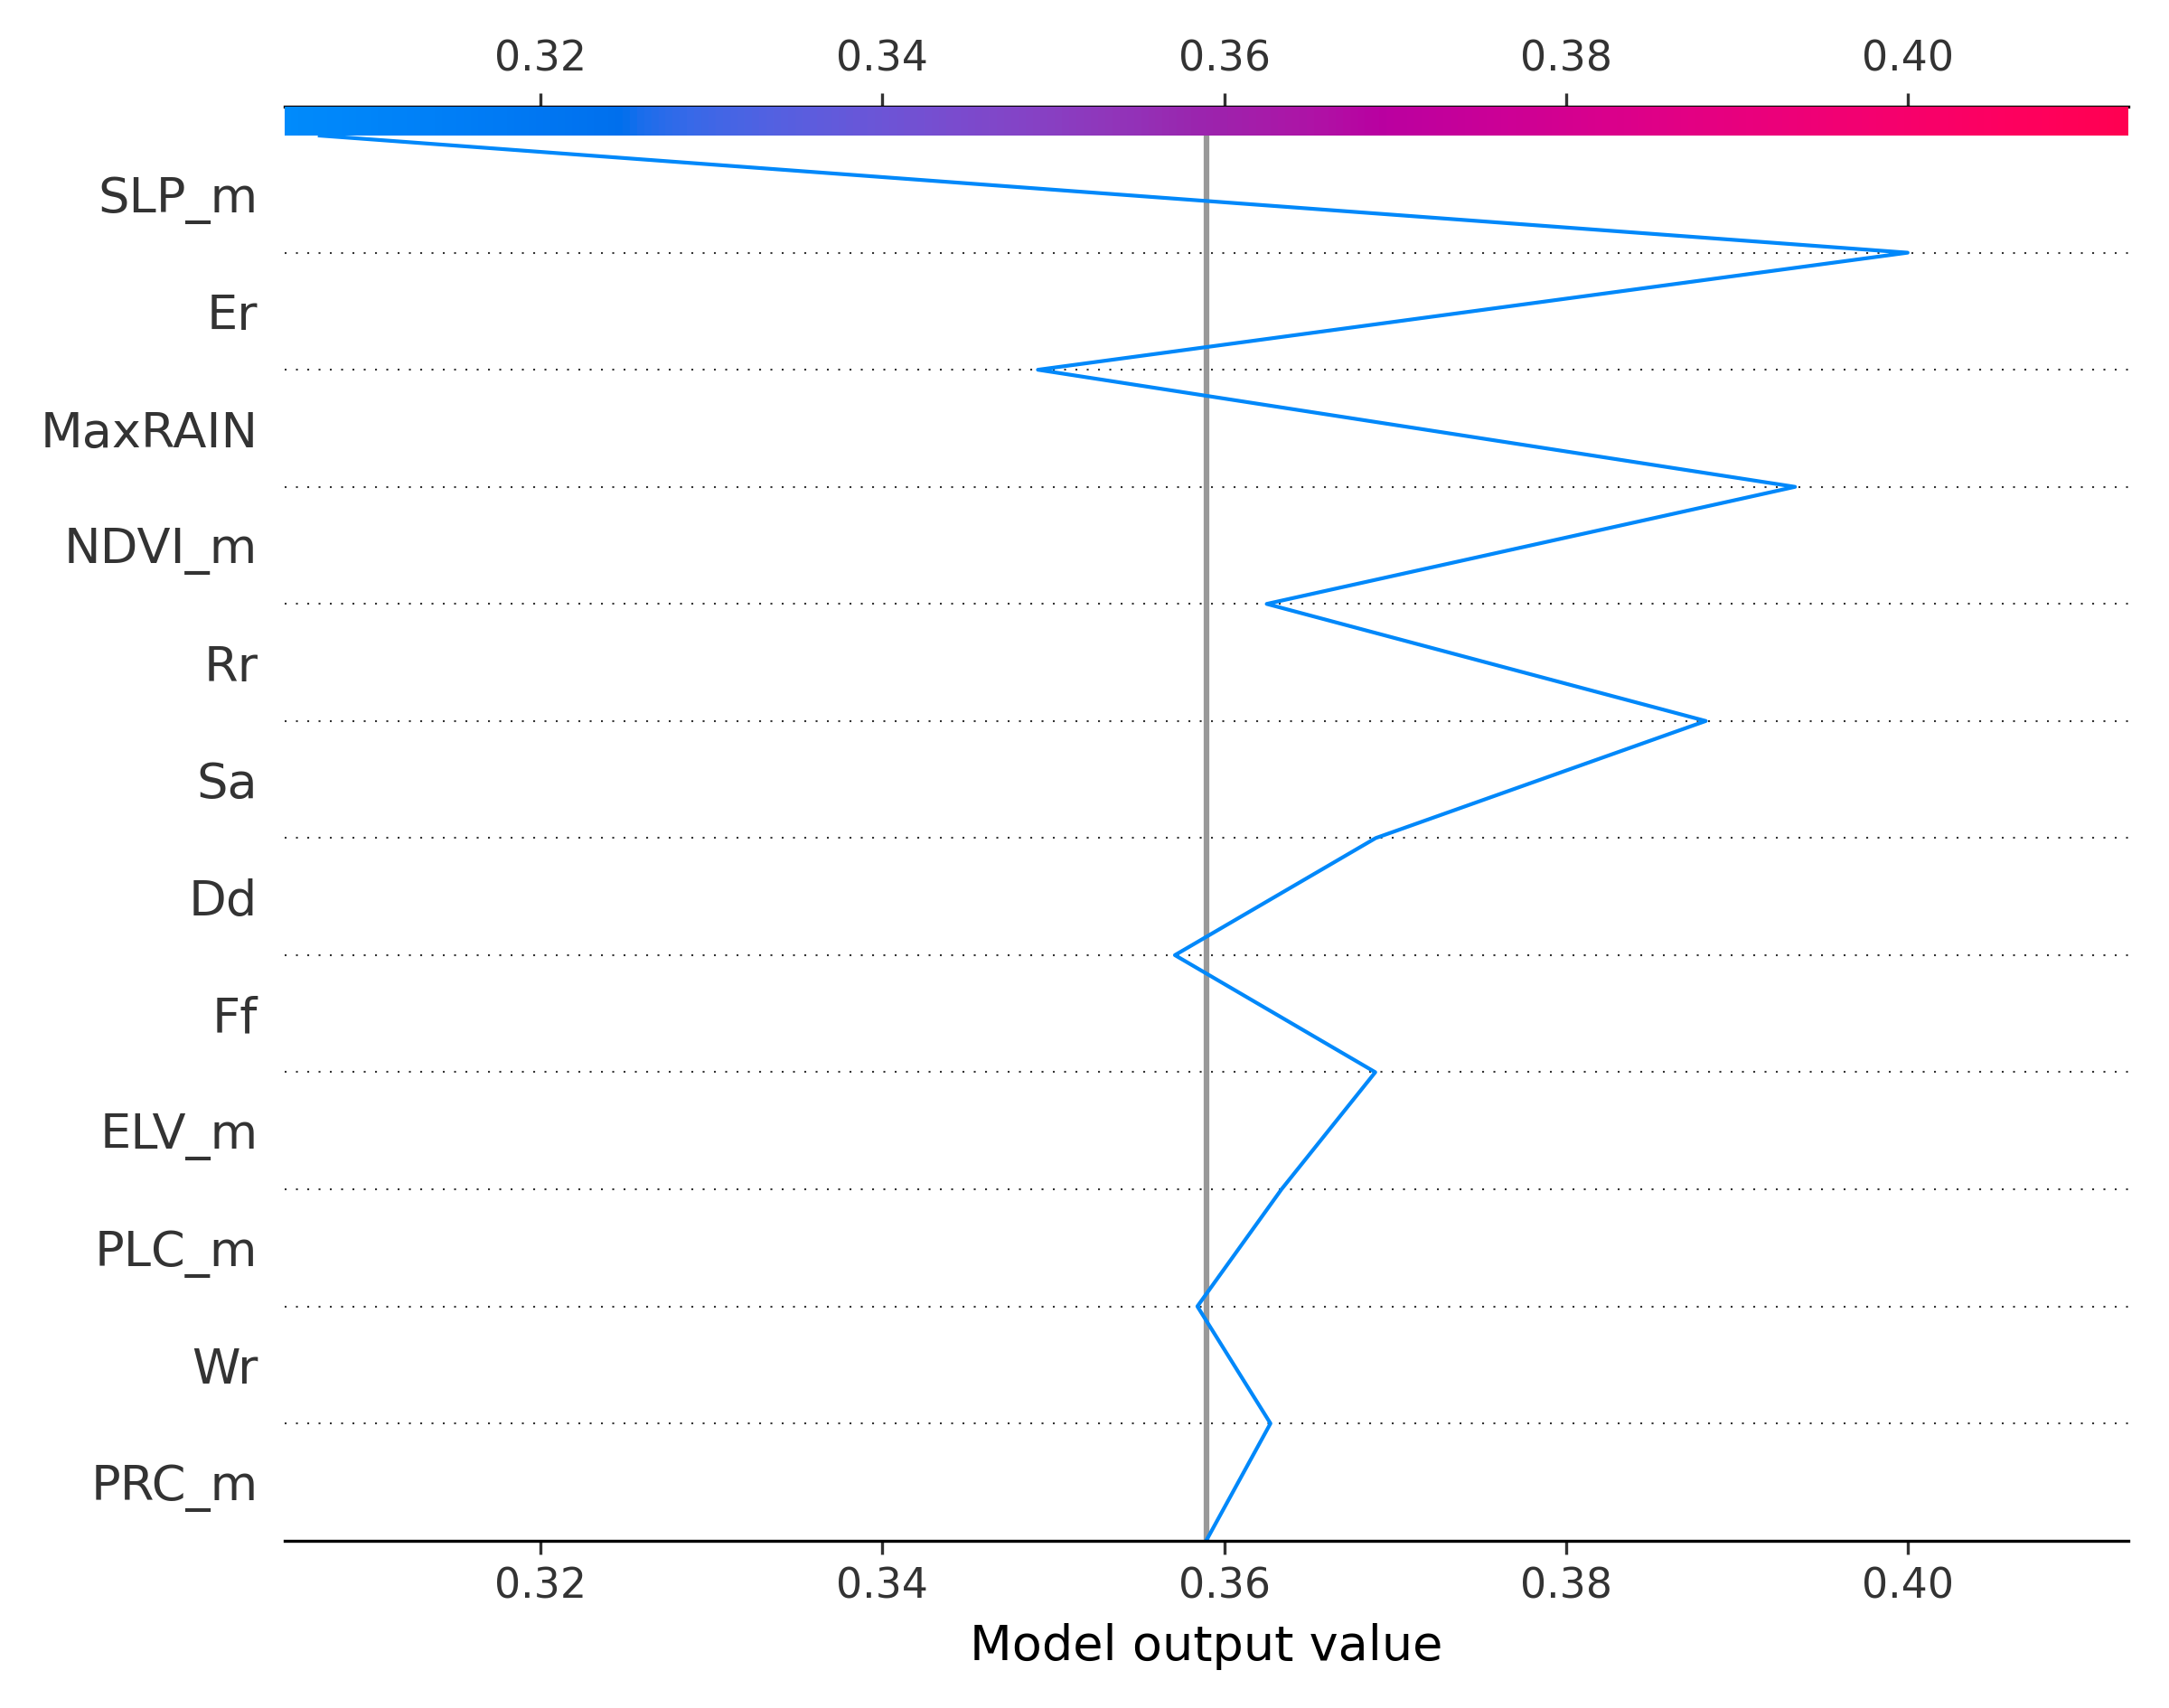 0.32 0.34 0.36 0.38 0.40
SLP_m
Er
MaxRAIN
NDVI_m
Rr
Sa
Dd
Ff
ELV_m
PLC_m
Wr
PRC_m
0.32 0.34 0.36 0.38 0.40
Model output value